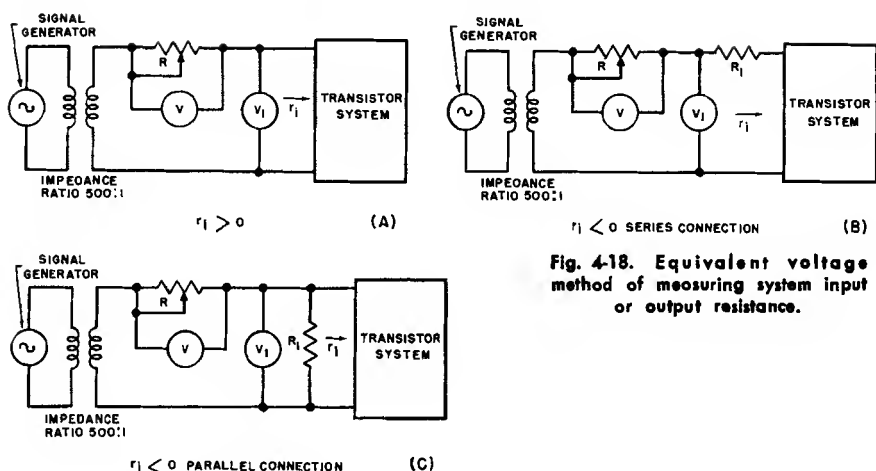 SIGNAL
GENERATOR
R
V
V₁
r₁
TRANSISTOR
SYSTEM
IMPEDANCE
RATIO 500:1
r₁ > 0 (A)
SIGNAL
GENERATOR
R
V
V₁
R₁
r₁
TRANSISTOR
SYSTEM
IMPEDANCE
RATIO 500:1
r₁ < 0 SERIES CONNECTION (B)
SIGNAL
GENERATOR
R
V
V₁
R₁
r₁
TRANSISTOR
SYSTEM
IMPEDANCE
RATIO 500:1
r₁ < 0 PARALLEL CONNECTION (C)
Fig. 4-18. Equivalent voltage
method of measuring system input
or output resistance.